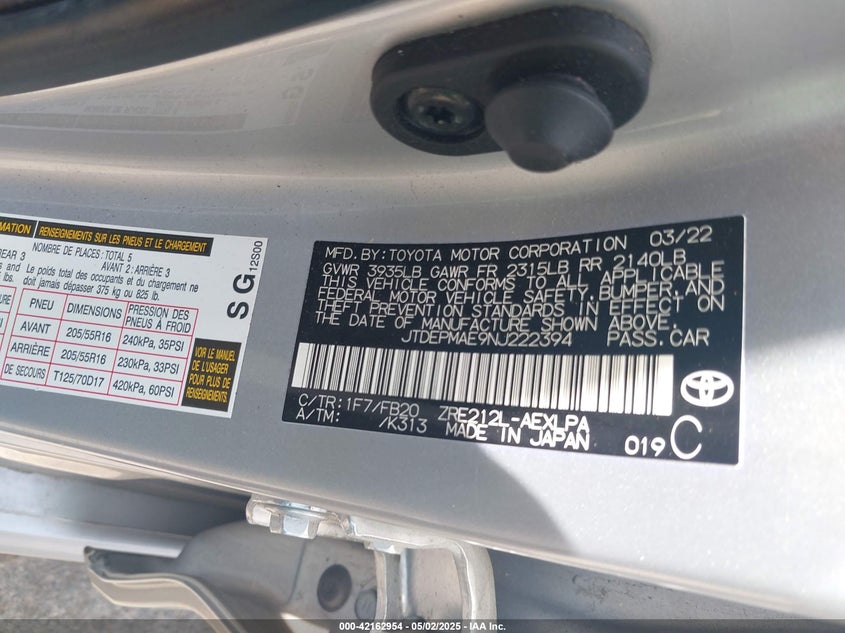 RMATION
RENSEIGNEMENTS SUR LES PNEUS ET LE CHARGEMENT
NOMBRE DE PLACES: TOTAL 5
REAR 3
AVANT 2: ARRIÈRE 3
s and
Le poids total des occupants et du chargement ne
lbs.
doit jamais dépasser 375 kg ou 825 lb.
PNEU DIMENSIONS PRESSION DES PNEUS À FROID
AVANT 205/55R16 240kPa, 35PSI
ARRIÈRE 205/55R16 230kPa, 33PSI
DE SECOURS T125/70D17 420kPa, 60PSI
VOIR LE MANUEL
DE L'USAGER
POUR PLUS DE
RENSEIGNEMENTS
SG
12S00
MFD.BY:TOYOTA MOTOR CORPORATION 03/22
GVWR 3935LB GAWR FR 2315LB RR 2140LB
THIS VEHICLE CONFORMS TO ALL APPLICABLE
FEDERAL MOTOR VEHICLE SAFETY,BUMPER,AND
THEFT PREVENTION STANDARDS IN EFFECT ON
THE DATE OF MANUFACTURE SHOWN ABOVE.
JTDEPMAE9NJ222394 PASS.CAR
C/TR:1F7/FB20 ZRE212L-AEXLPA
A/TM: /K313 MADE IN JAPAN 019 C
000-42162954 - 05/02/2025 - IAA Inc.